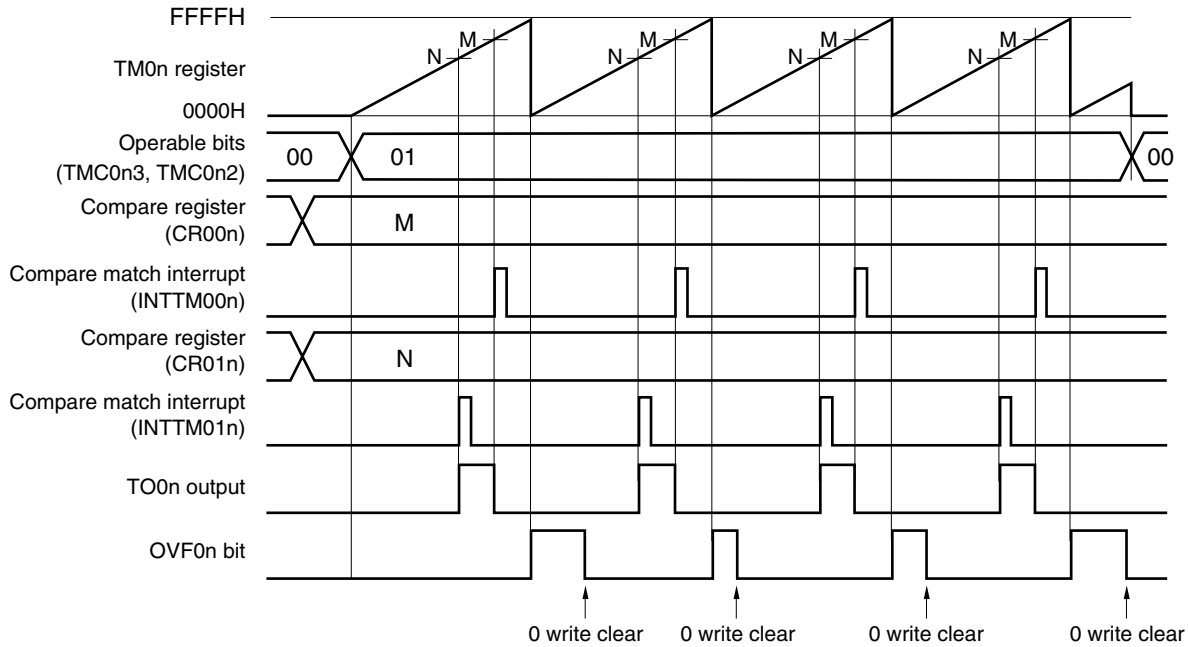 FFFFH
M
M
M
M
N
N
N
N
TM0n register
0000H
Operable bits
(TMC0n3, TMC0n2)
00
01
00
Compare register
(CR00n)
M
Compare match interrupt
(INTTM00n)
Compare register
(CR01n)
N
Compare match interrupt
(INTTM01n)
TO0n output
OVF0n bit
0 write clear
0 write clear
0 write clear
0 write clear